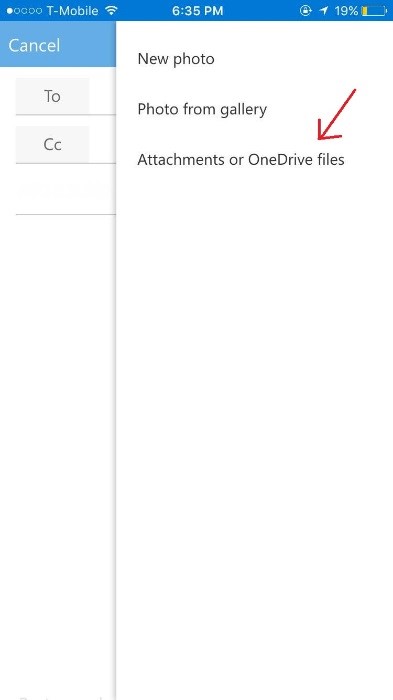 T-Mobile 6:35 PM 19%
Cancel
New photo
To
Photo from gallery
Cc
Attachments or OneDrive files